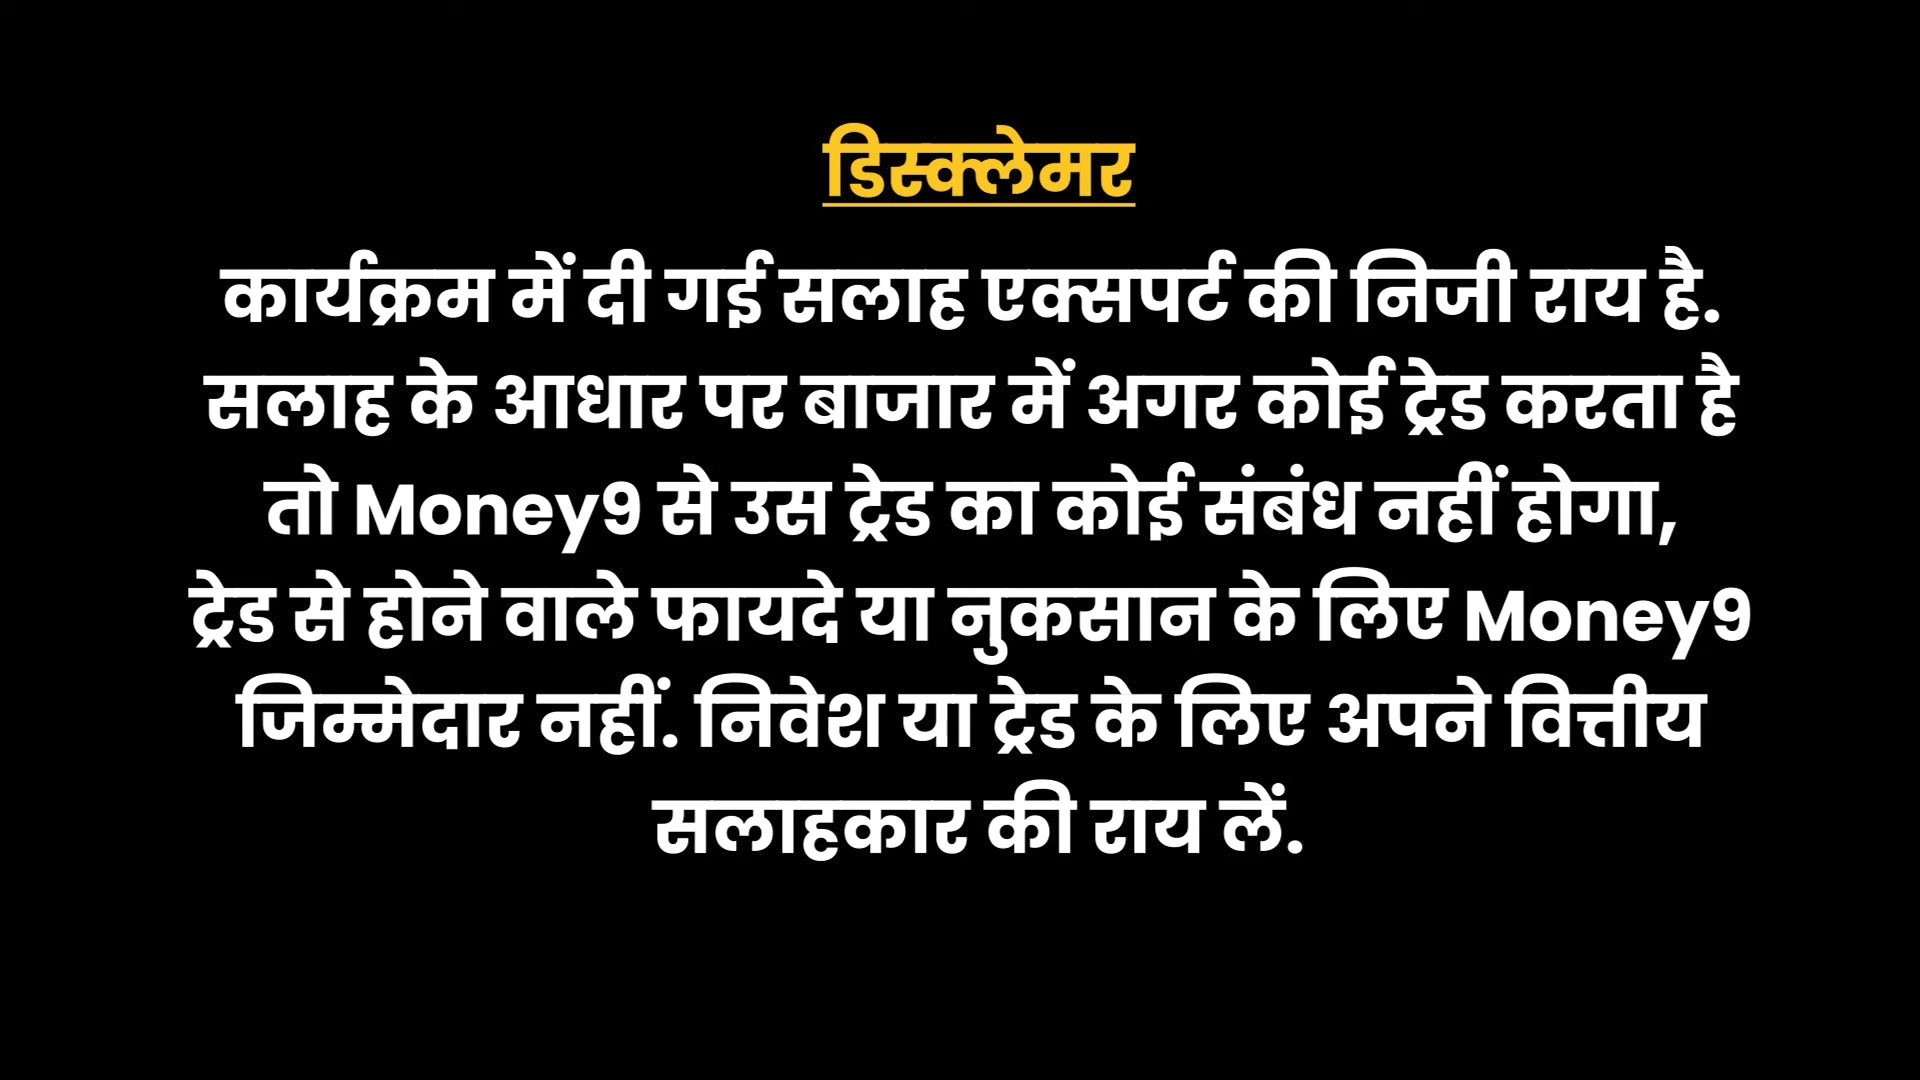 डिस्क्लेमर
कार्यक्रम में दी गई सलाह एक्सपर्ट की निजी राय है.
सलाह के आधार पर बाजार में अगर कोई ट्रेड करता है
तो Money9 से उस ट्रेड का कोई संबंध नहीं होगा,
ट्रेड से होने वाले फायदे या नुकसान के लिए Money9
जिम्मेदार नहीं. निवेश या ट्रेड के लिए अपने वित्तीय
सलाहकार की राय लें.